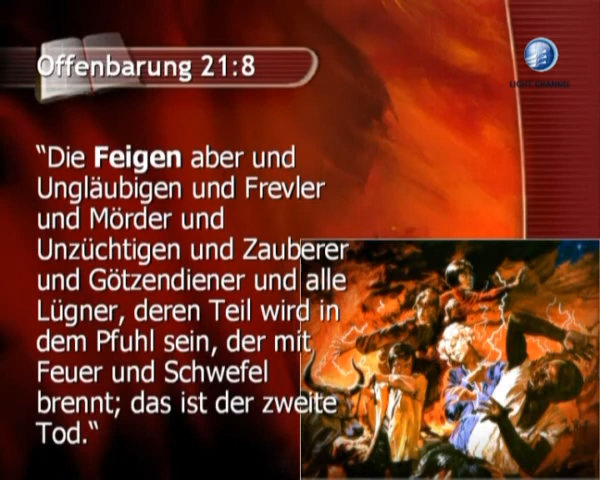 Offenbarung 21:8
LIGHT CHANNEL
“Die Feigen aber und
Ungläubigen und Frevler
und Mörder und
Unzüchtigen und Zauberer
und Götzendiener und alle
Lügner, deren Teil wird in
dem Pfuhl sein, der mit
Feuer und Schwefel
brennt; das ist der zweite
Tod.“